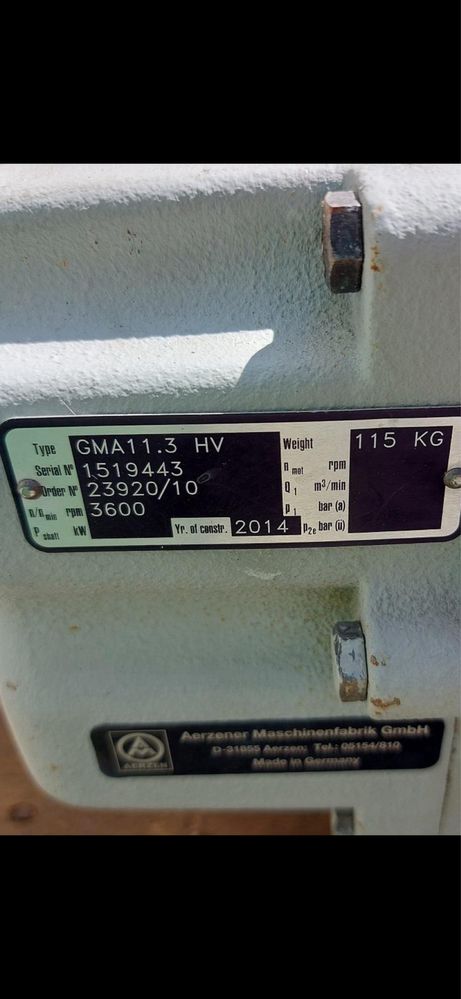 Type GMA11.3 HV Weight 115 KG
Serial Nº 1519443 n mot rpm
Order Nº 23920/10 Q 1 m³/min
n/n min rpm 3600 p 1 bar (a)
P shaft kW Yr. of constr. 2014 p2e bar (ü)
Aerzener Maschinenfabrik GmbH
D-31855 Aerzen; Tel.: 05154/810
AERZEN Made in Germany